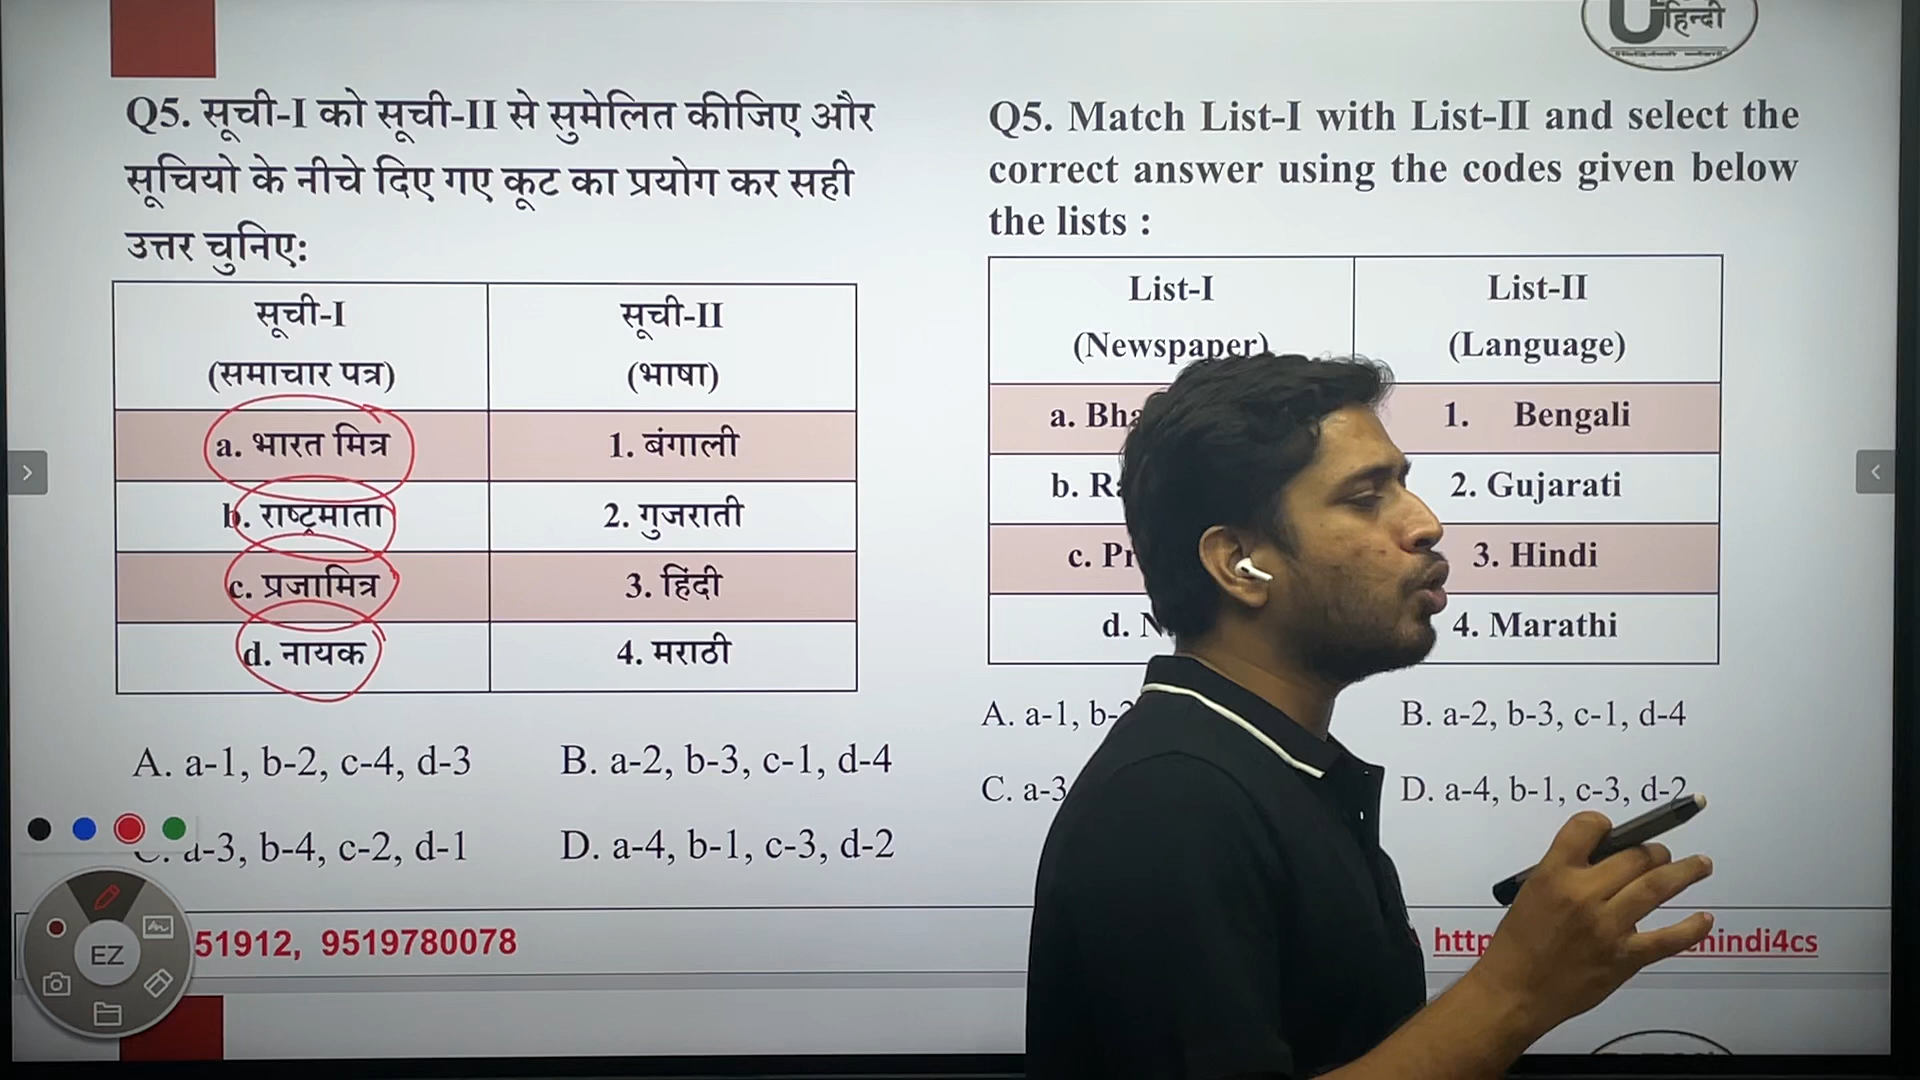 हिन्दी
Q5. सूची-I को सूची-II से सुमेलित कीजिए और
सूचियो के नीचे दिए गए कूट का प्रयोग कर सही
उत्तर चुनिए:
सूची-I
(समाचार पत्र)
सूची-II
(भाषा)
a. भारत मित्र
1. बंगाली
b. राष्ट्रमाता
2. गुजराती
c. प्रजामित्र
3. हिंदी
d. नायक
4. मराठी
A. a-1, b-2, c-4, d-3
B. a-2, b-3, c-1, d-4
a-3, b-4, c-2, d-1
D. a-4, b-1, c-3, d-2
Q5. Match List-I with List-II and select the
correct answer using the codes given below
the lists :
List-I
(Newspaper)
List-II
(Language)
a.
1. Bengali
b.
2. Gujarati
c.
3. Hindi
d.
4. Marathi
A. a-1,
B. a-2, b-3, c-1, d-4
C. a-3
D. a-4, b-1, c-3, d-2
EZ
51912, 9519780078
http
hindi4cs